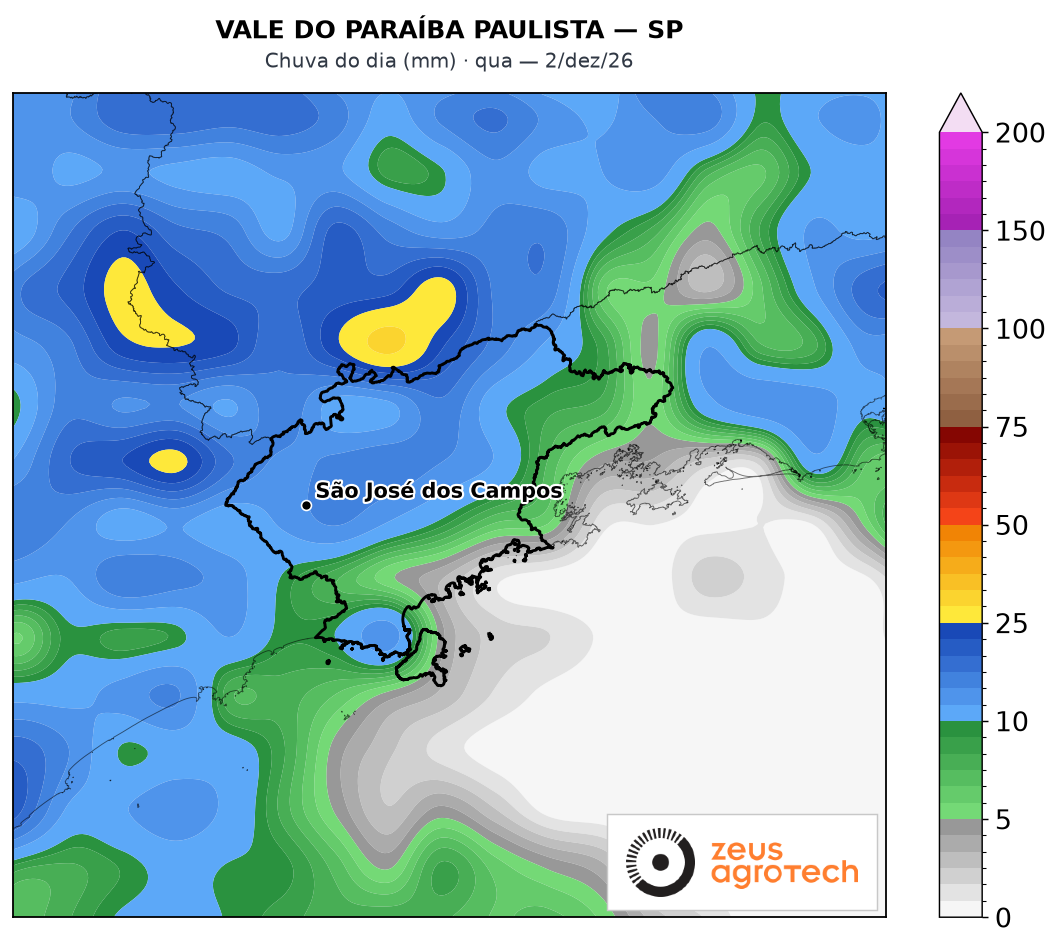 VALE DO PARAÍBA PAULISTA — SP
Chuva do dia (mm) · qua — 2/dez/26
200
150
100
75
50
25
10
5
0
São José dos Campos
zeus
agrotech